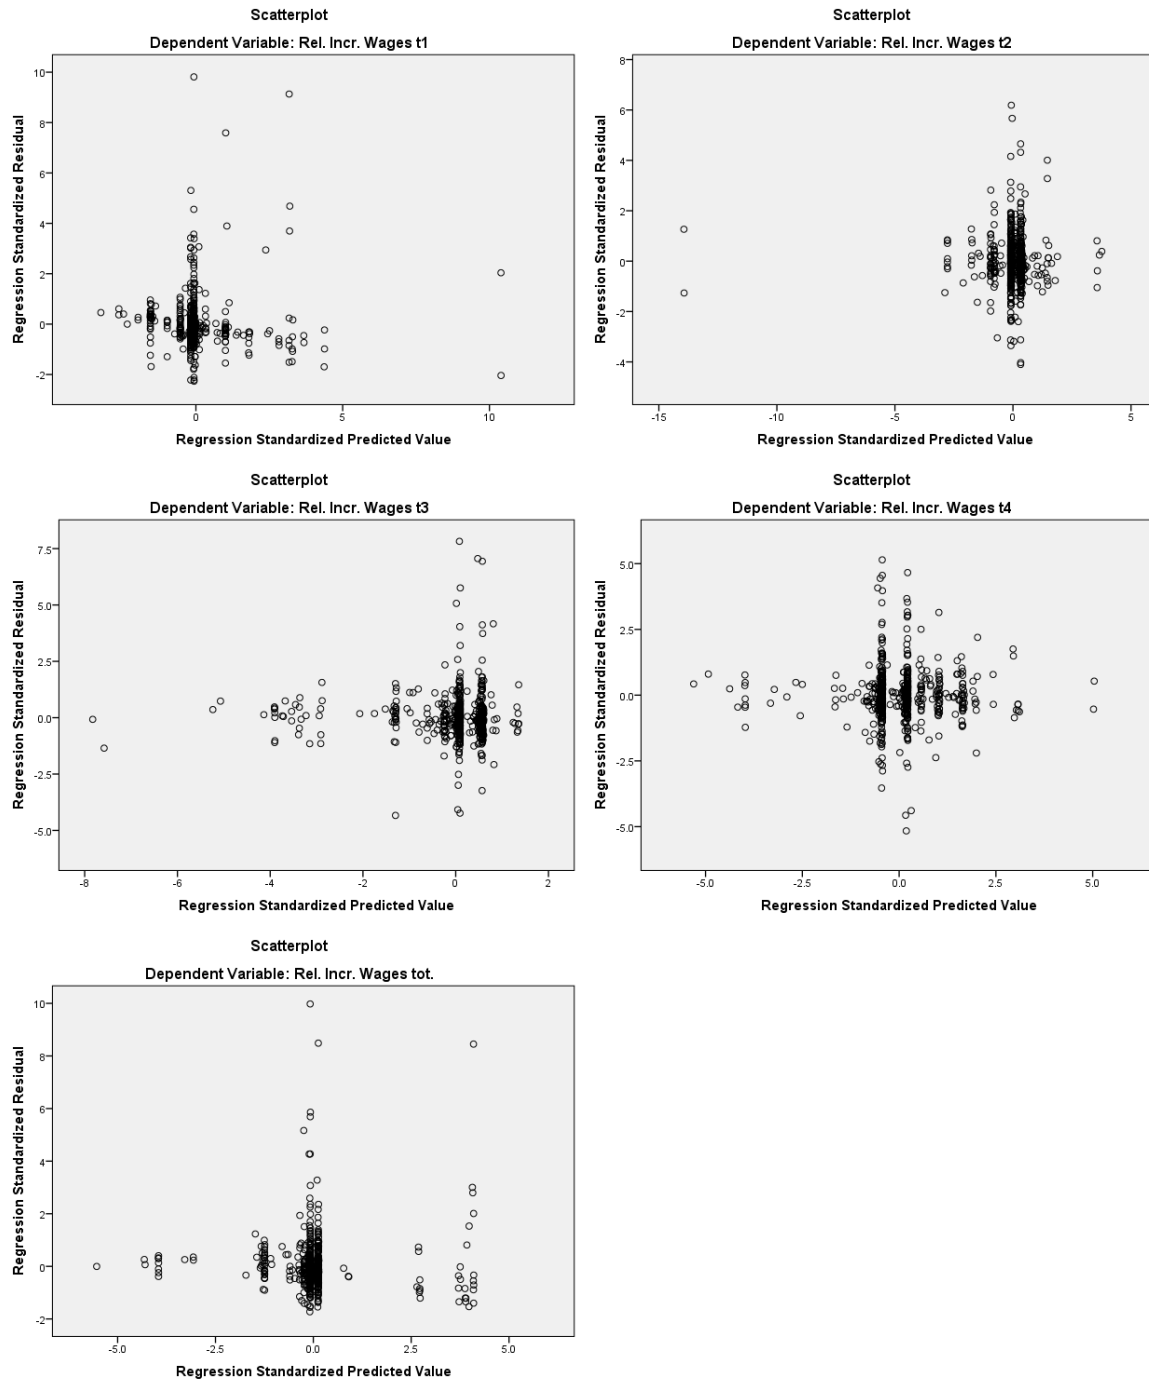 Scatterplot
Dependent Variable: Rel. Incr. Wages t1
Regression Standardized Residual
10
8
6
4
2
0
-2
0 5 10
Regression Standardized Predicted Value
Scatterplot
Dependent Variable: Rel. Incr. Wages t2
Regression Standardized Residual
8
6
4
2
0
-2
-4
-15 -10 -5 0 5
Regression Standardized Predicted Value
Scatterplot
Dependent Variable: Rel. Incr. Wages t3
Regression Standardized Residual
7.5
5.0
2.5
0.0
-2.5
-5.0
-8 -6 -4 -2 0 2
Regression Standardized Predicted Value
Scatterplot
Dependent Variable: Rel. Incr. Wages t4
Regression Standardized Residual
5.0
2.5
0.0
-2.5
-5.0
-5.0 -2.5 0.0 2.5 5.0
Regression Standardized Predicted Value
Scatterplot
Dependent Variable: Rel. Incr. Wages tot.
Regression Standardized Residual
10
8
6
4
2
0
-2
-5.0 -2.5 0.0 2.5 5.0
Regression Standardized Predicted Value